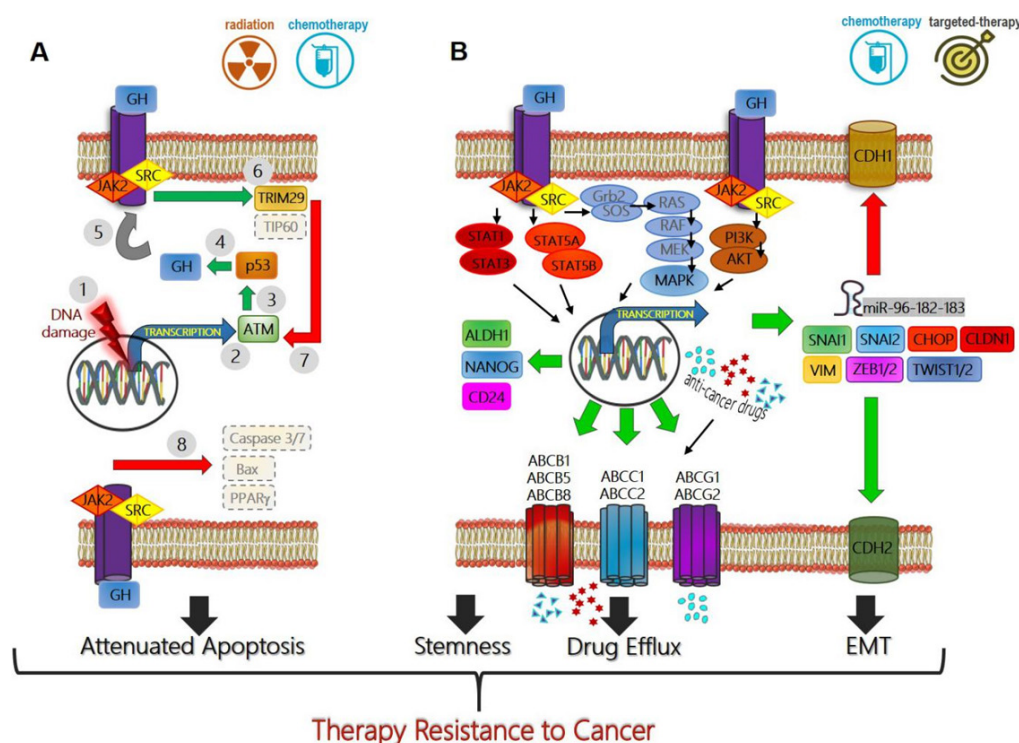 A
radiation
chemotherapy
GH
JAK2
SRC
6
TRIM29
TIP60
5
4
GH
p53
1
3
DNA
damage
TRANSCRIPTION
ATM
2
7
8
Caspase 3/7
Bax
PPARγ
JAK2
SRC
GH
Attenuated Apoptosis
B
chemotherapy
targeted-therapy
GH
GH
CDH1
JAK2
SRC
Grb2
SOS
RAS
JAK2
SRC
STAT1
STAT3
STAT5A
STAT5B
RAF
MEK
MAPK
PI3K
AKT
TRANSCRIPTION
miR-96-182-183
ALDH1
NANOG
CD24
SNAI1
SNAI2
CHOP
CLDN1
VIM
ZEB1/2
TWIST1/2
anti-cancer drugs
ABCB1
ABCB5
ABCB8
ABCC1
ABCC2
ABCG1
ABCG2
CDH2
Stemness
Drug Efflux
EMT
Therapy Resistance to Cancer